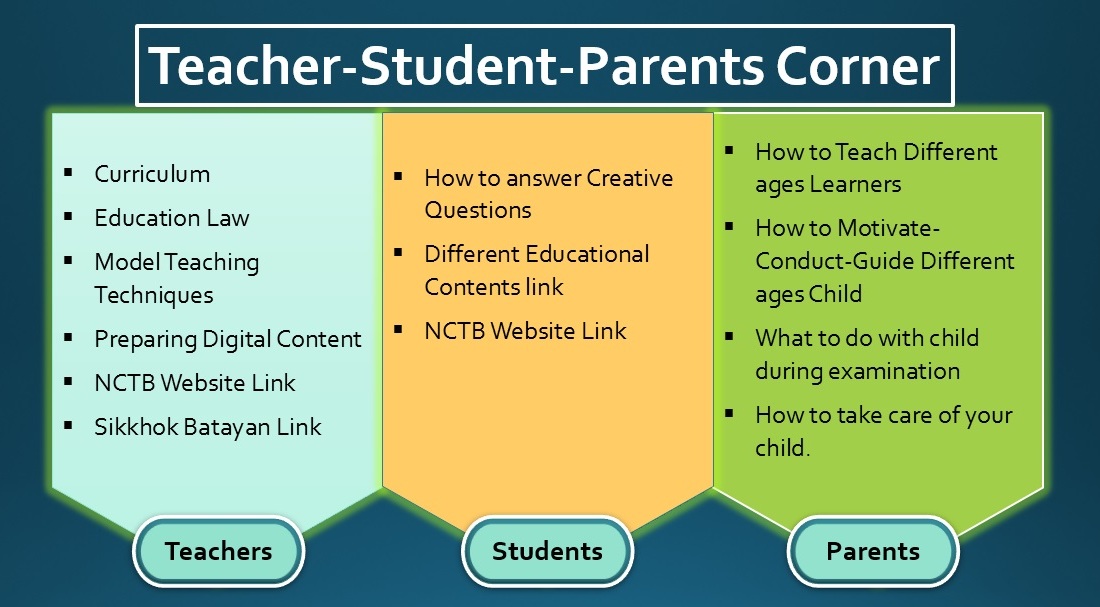 Teacher-Student-Parents Corner
▪ Curriculum
▪ Education Law
▪ Model Teaching
Techniques
▪ Preparing Digital Content
▪ NCTB Website Link
▪ Sikkhok Batayan Link
Teachers
▪ How to answer Creative
Questions
▪ Different Educational
Contents link
▪ NCTB Website Link
Students
▪ How to Teach Different
ages Learners
▪ How to Motivate-
Conduct-Guide Different
ages Child
▪ What to do with child
during examination
▪ How to take care of your
child.
Parents